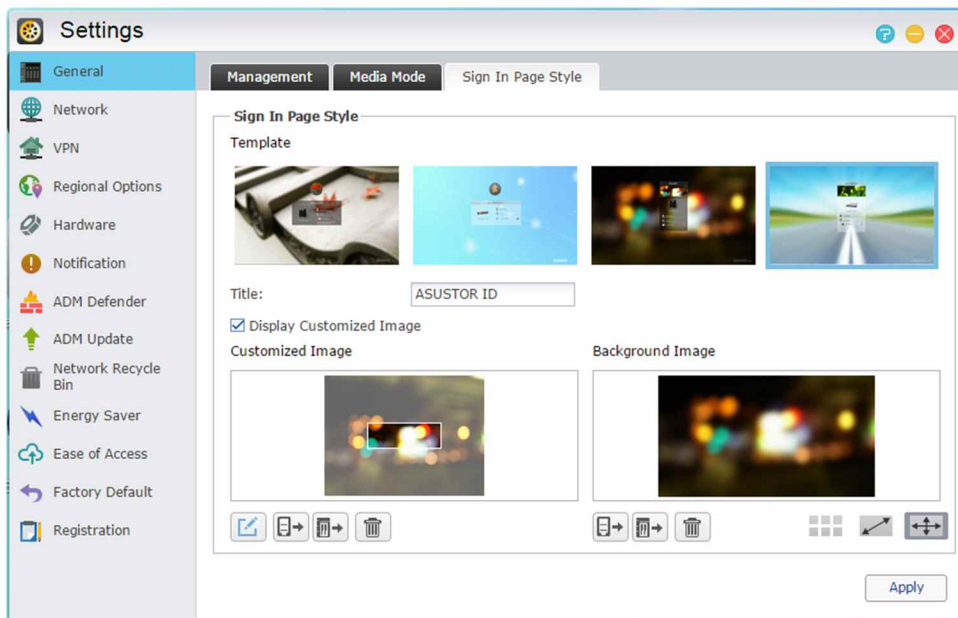 Settings
General
Network
VPN
Regional Options
Hardware
Notification
ADM Defender
ADM Update
Network Recycle
Bin
Energy Saver
Ease of Access
Factory Default
Registration
Management
Media Mode
Sign In Page Style
Sign In Page Style
Template
Title:
ASUSTOR ID
Display Customized Image
Customized Image
Background Image
Apply